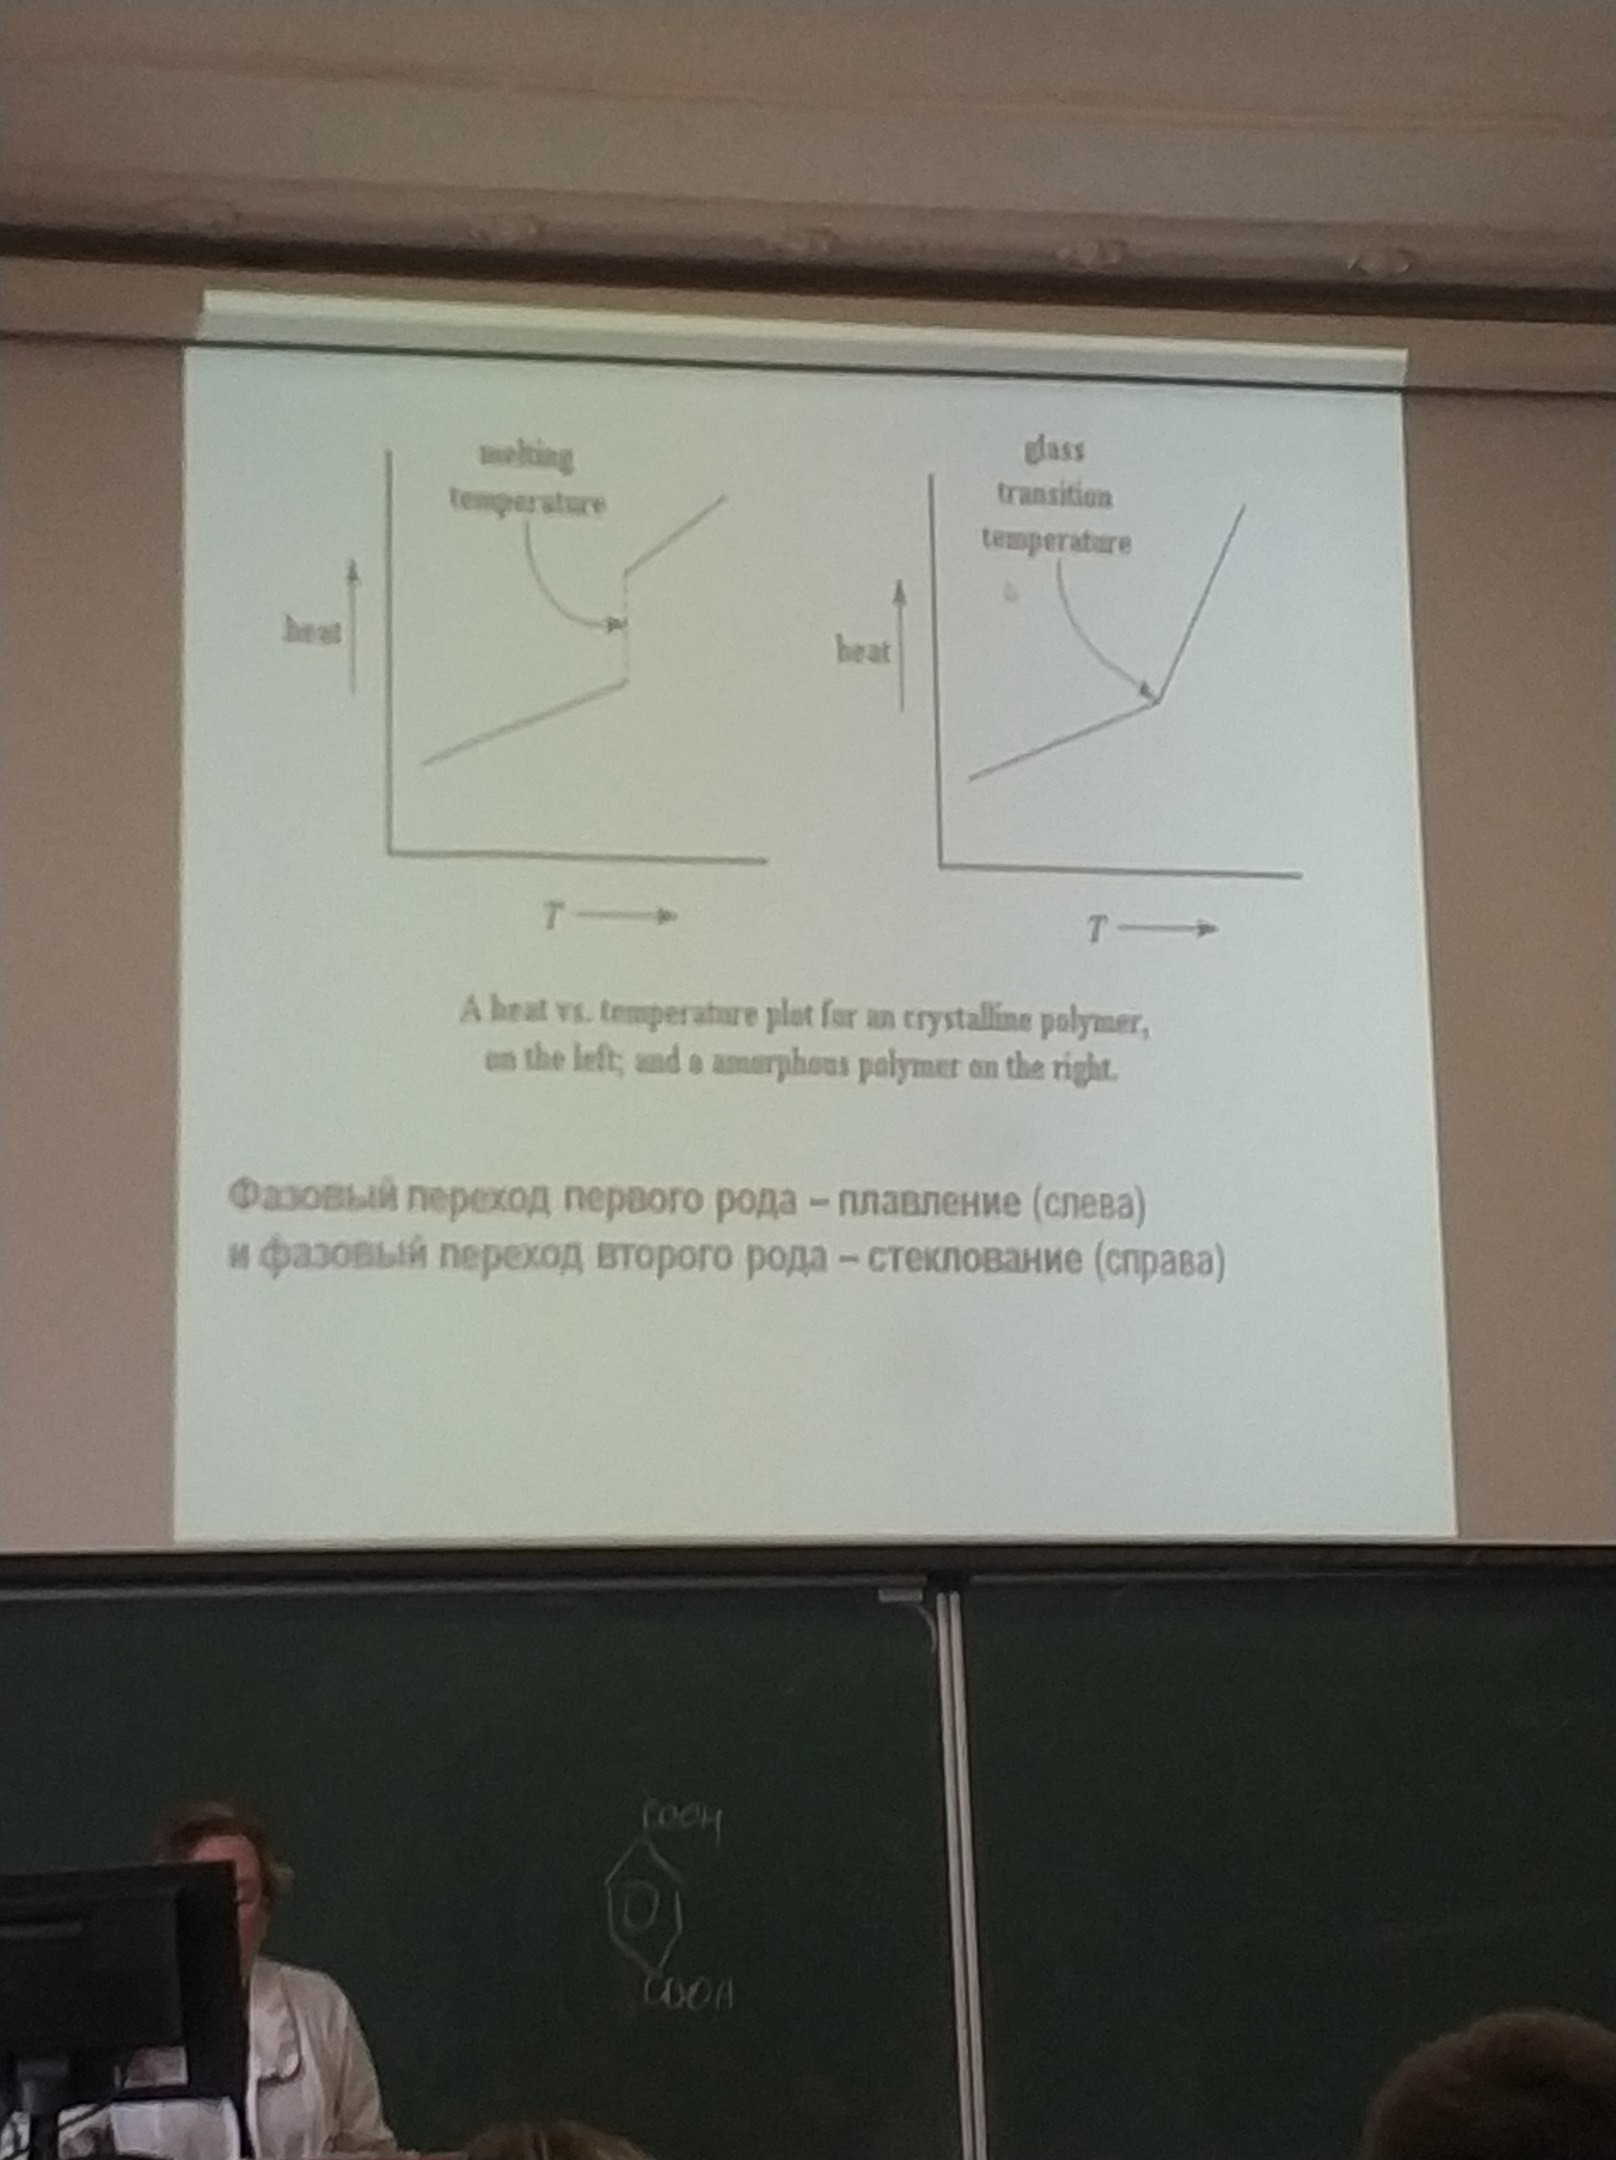 melting
temperature
heat
T
glass
transition
temperature
heat
T
A heat vs. temperature plot for an crystalline polymer,
on the left; and a amorphous polymer on the right.
Фазовый переход первого рода – плавление (слева)
и фазовый переход второго рода – стеклование (справа)
COOH
COOH